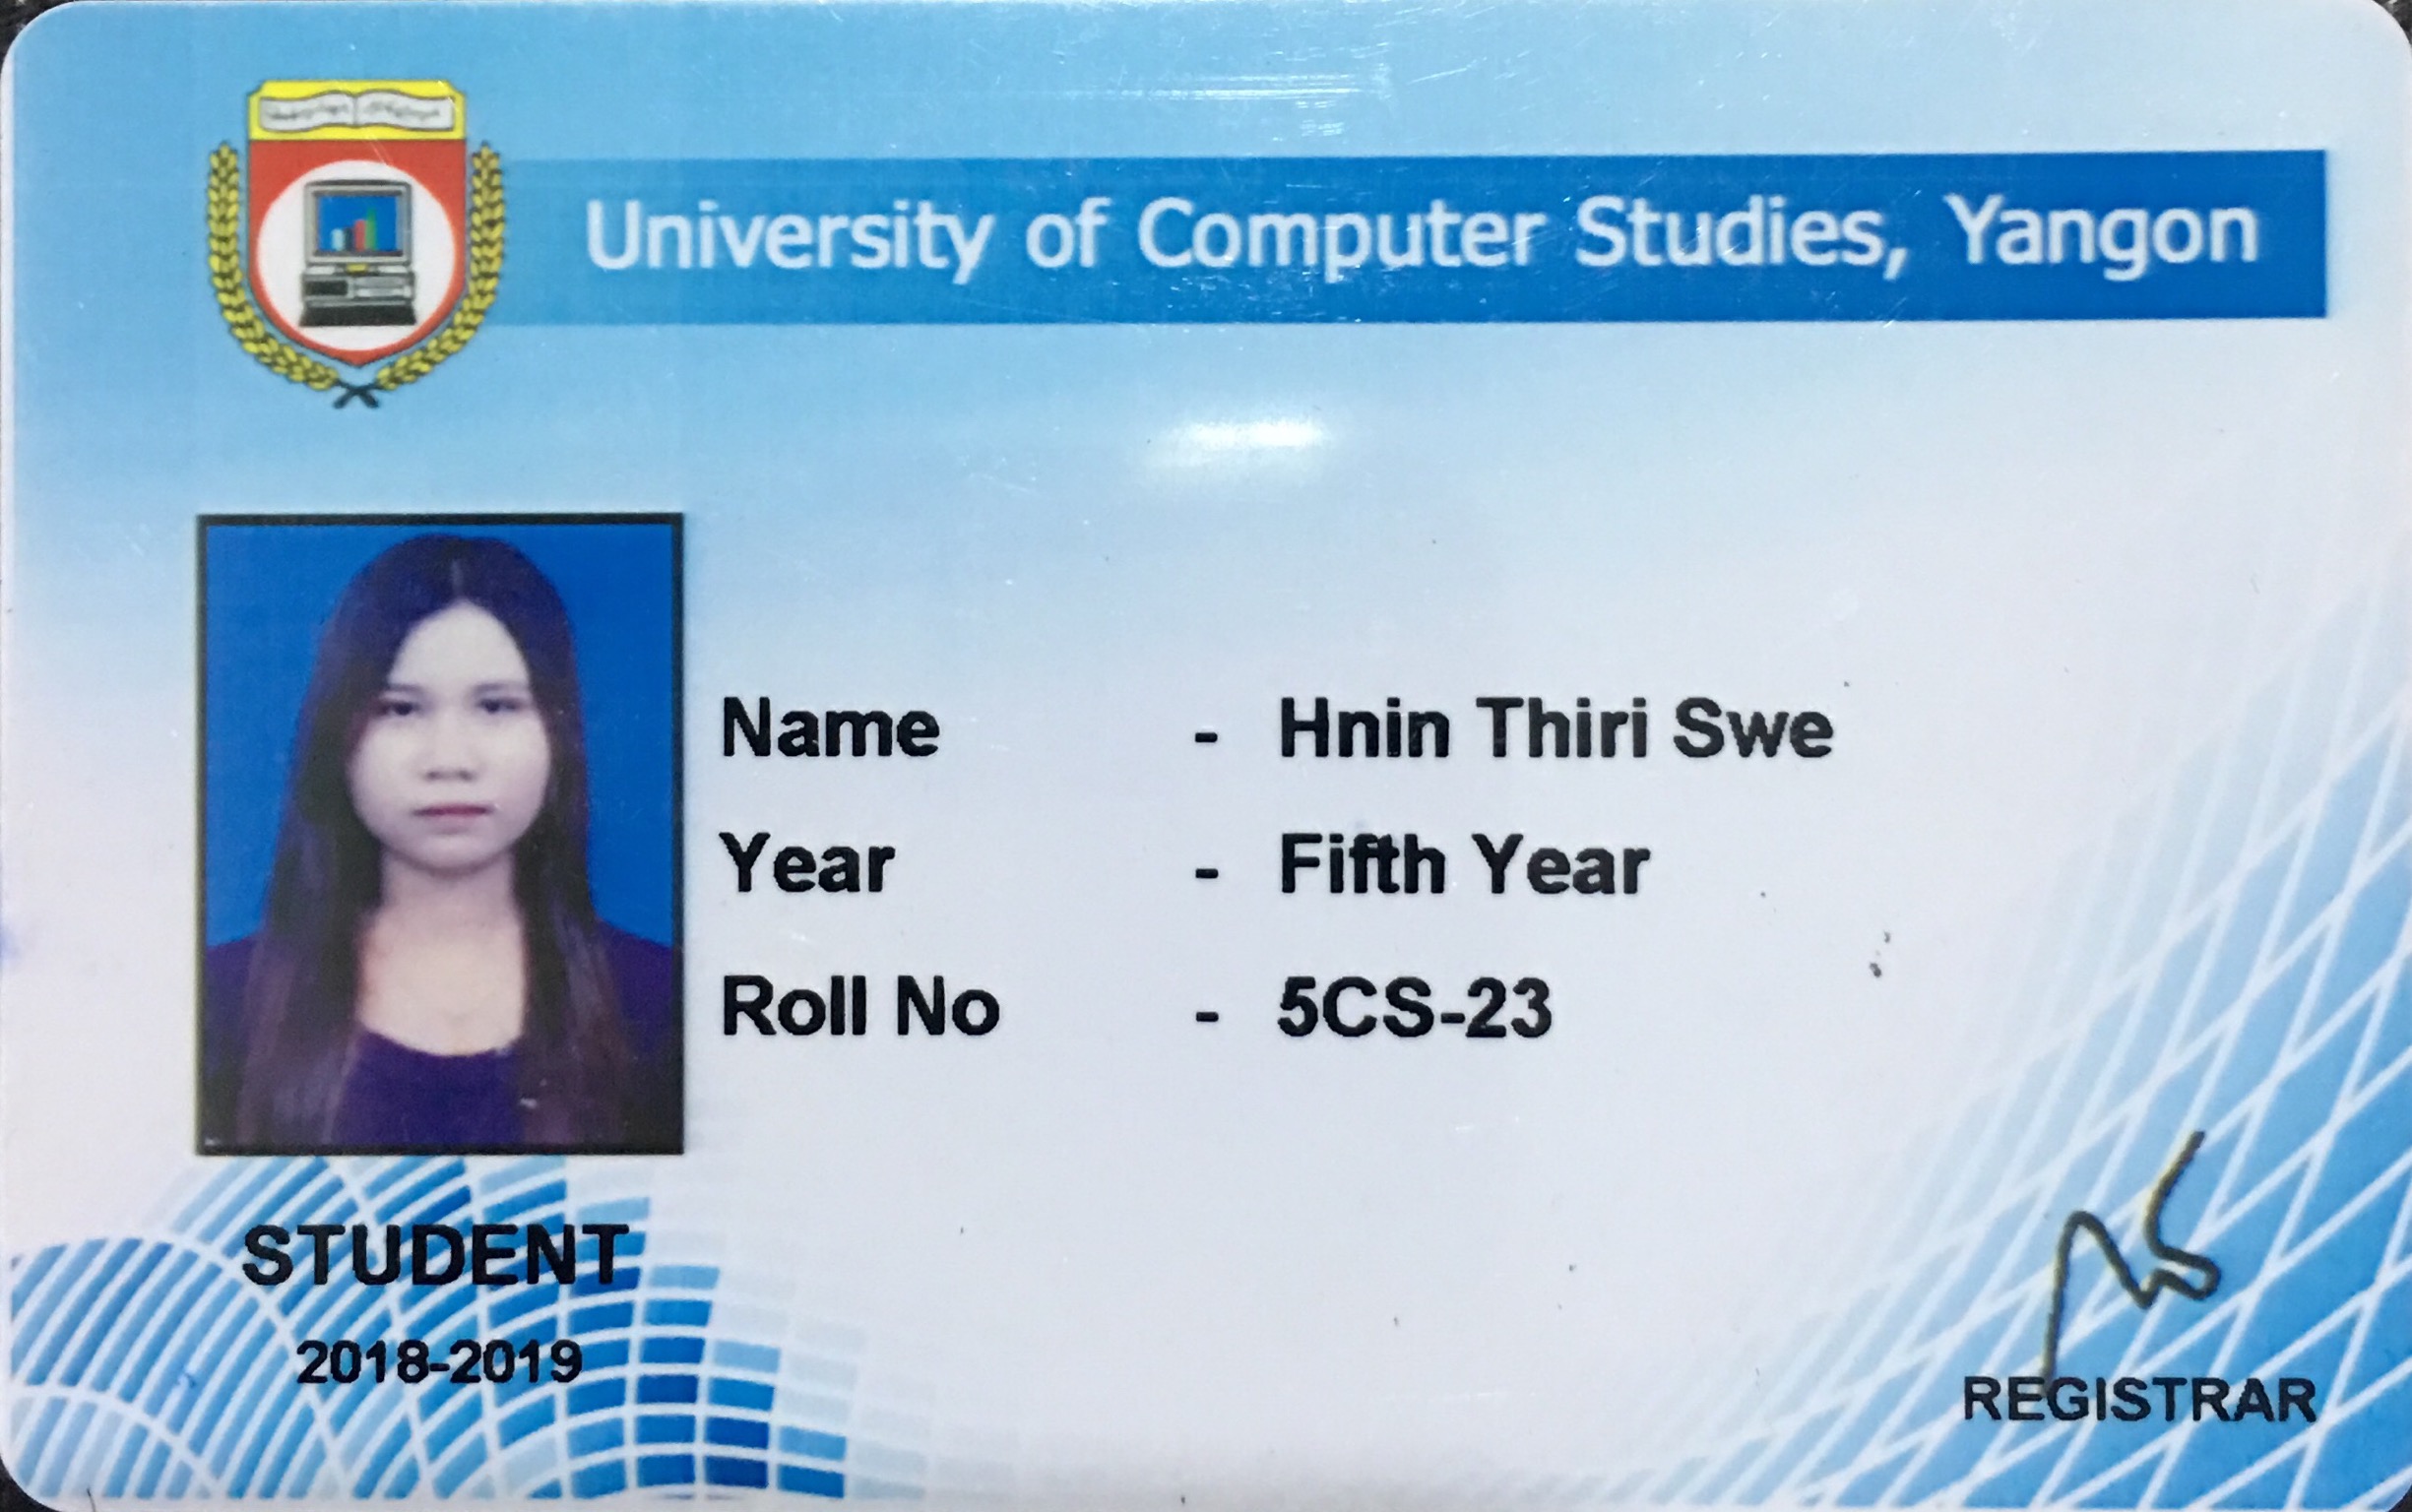 University of Computer Studies, Yangon
Name - Hnin Thiri Swe
Year - Fifth Year
Roll No - 5CS-23
STUDENT
2018-2019
REGISTRAR